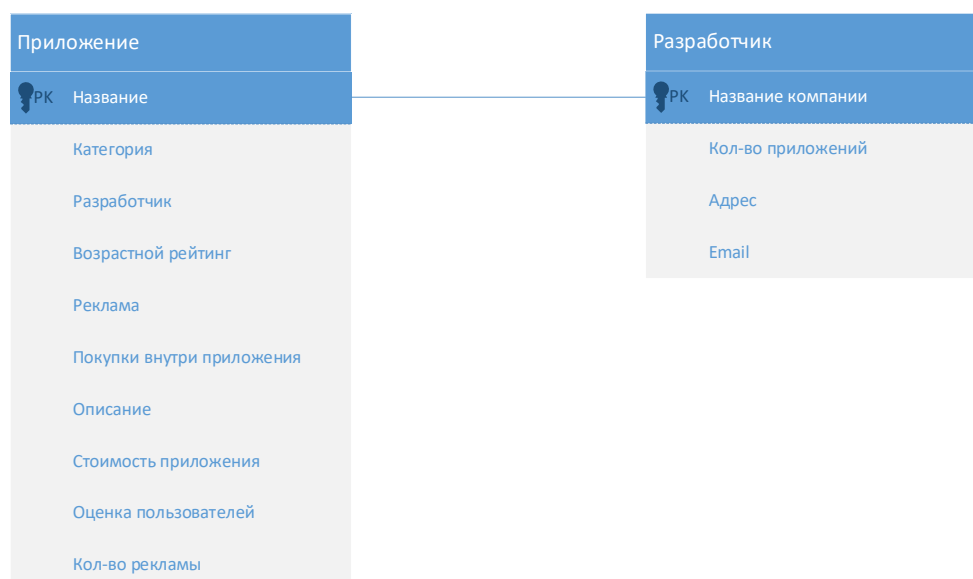 Приложение
PK Название
Категория
Разработчик
Возрастной рейтинг
Реклама
Покупки внутри приложения
Описание
Стоимость приложения
Оценка пользователей
Кол-во рекламы
Разработчик
PK Название компании
Кол-во приложений
Адрес
Email